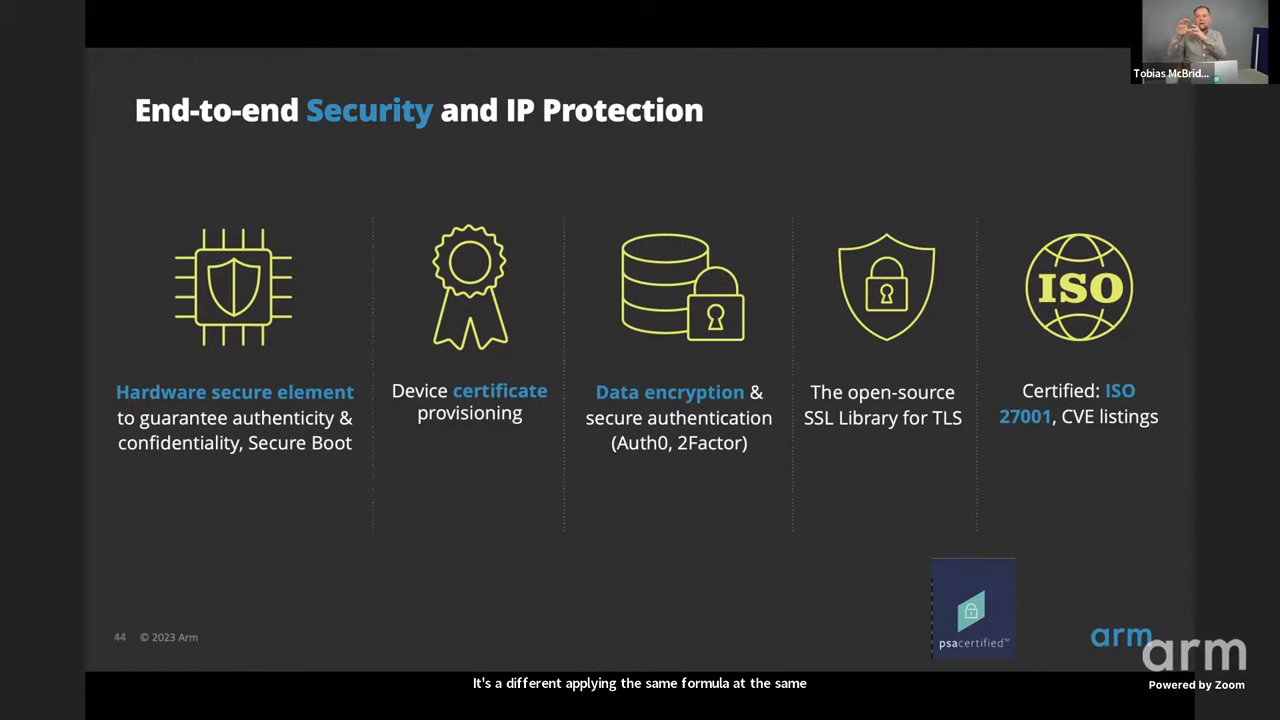 Tobias McBrid...
End-to-end Security and IP Protection
ISO
Hardware secure element
to guarantee authenticity &
confidentiality, Secure Boot
Device certificate
provisioning
Data encryption &
secure authentication
(Auth0, 2Factor)
The open-source
SSL Library for TLS
Certified: ISO
27001, CVE listings
psacertified™
44 © 2023 Arm
arm
arm
Powered by Zoom
It's a different applying the same formula at the same